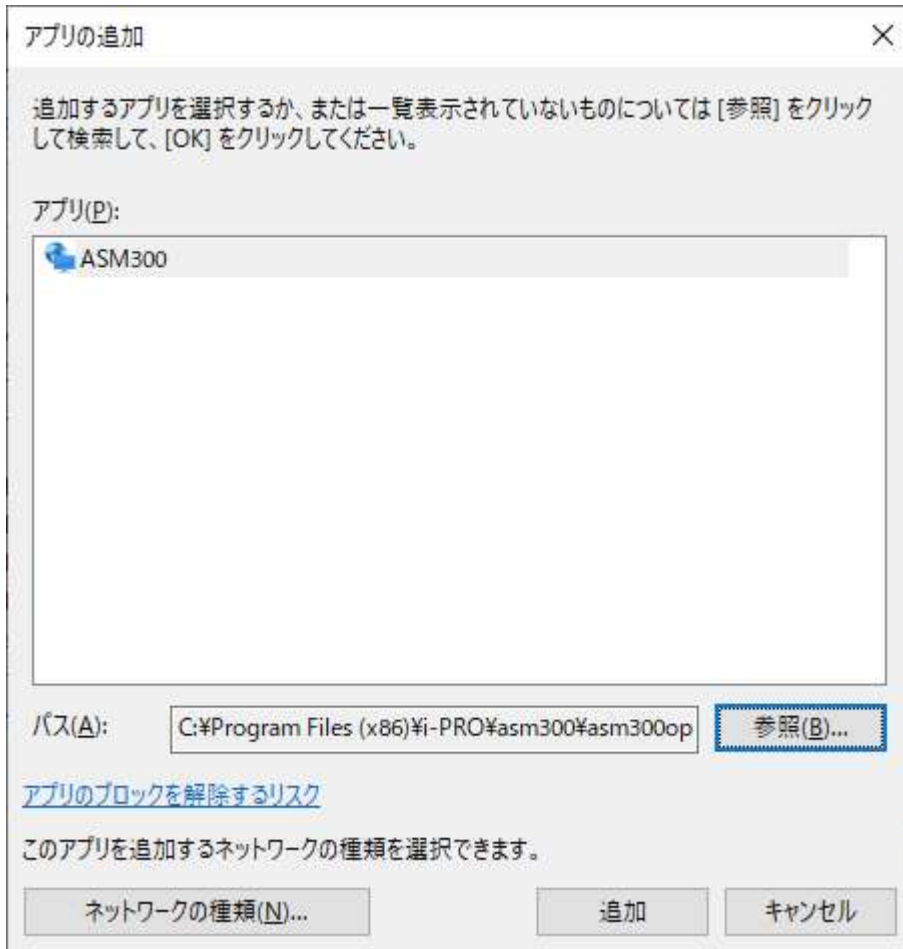 アプリの追加
追加するアプリを選択するか、または一覧表示されていないものについては [参照] をクリック
して検索して、[OK] をクリックしてください。
アプリ(P):
ASM300
パス(A):
C:¥Program Files (x86)¥i-PRO¥asm300¥asm300op
参照(B)...
アプリのブロックを解除するリスク
このアプリを追加するネットワークの種類を選択できます。
ネットワークの種類(N)...
追加
キャンセル